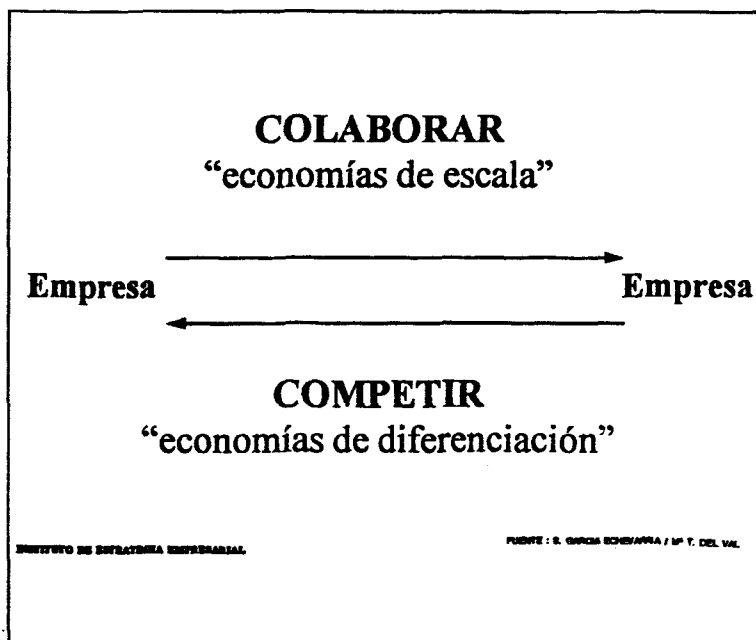 COLABORAR
“economías de escala”
Empresa Empresa
COMPETIR
“economías de diferenciación”
INSTITUTO DE ESTRATEGIA EMPRESARIAL
FUENTE : S. GARCIA ECHEVARRIA / Mª T. DEL VAL